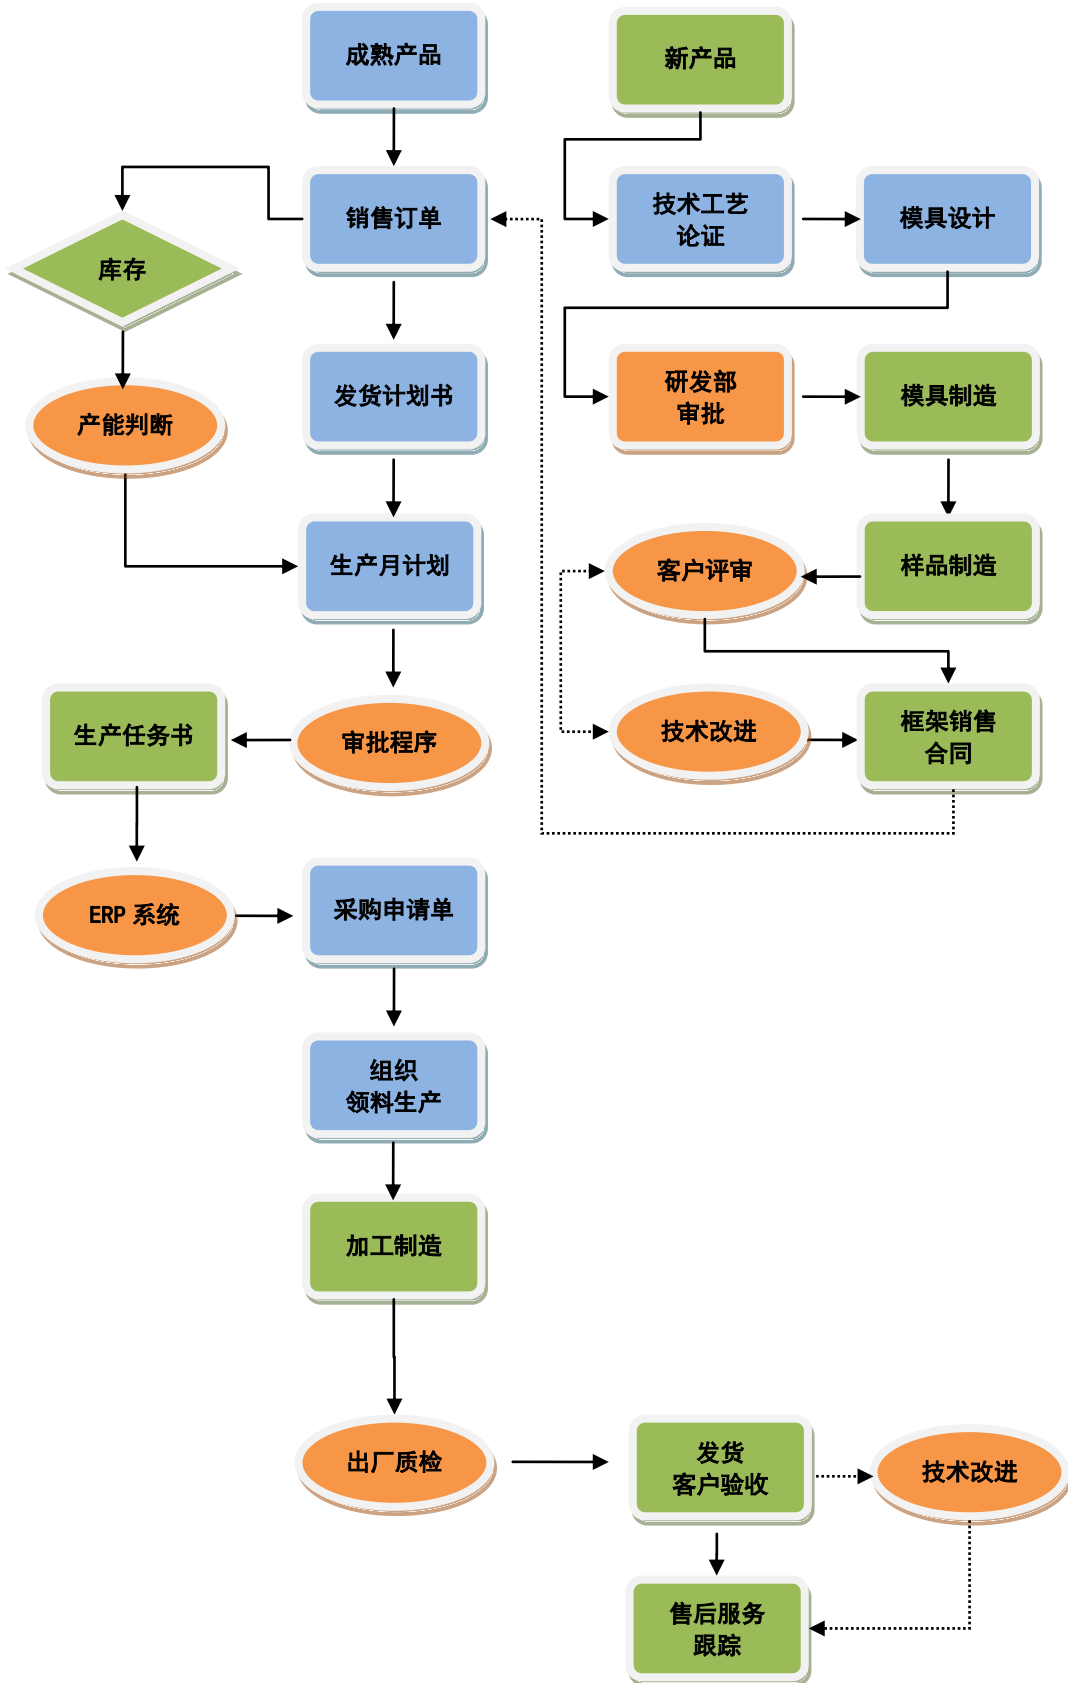 成熟产品
新产品
销售订单
技术工艺
论证
模具设计
库存
发货计划书
研发部
审批
模具制造
产能判断
生产月计划
客户评审
样品制造
生产任务书
审批程序
技术改进
框架销售
合同
ERP 系统
采购申请单
组织
领料生产
加工制造
出厂质检
发货
客户验收
技术改进
售后服务
跟踪